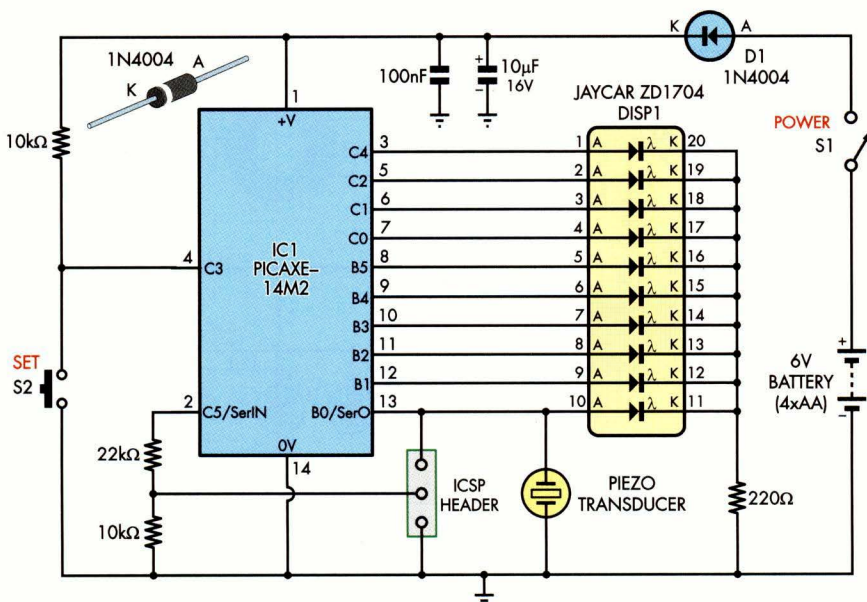 1N4004
K
A
K
A
D1
1N4004
100nF
+
10µF
16V
−
JAYCAR ZD1704
DISP1
POWER
S1
10kΩ
1
+V
IC1
PICAXE–
14M2
C4
3
1
A
λ
K
20
C2
5
2
A
λ
K
19
C1
6
3
A
λ
K
18
C0
7
4
A
λ
K
17
4
C3
B5
8
5
A
λ
K
16
B4
9
6
A
λ
K
15
B3
10
7
A
λ
K
14
B2
11
8
A
λ
K
13
B1
12
9
A
λ
K
12
2
C5/SerIN
B0/SerO
13
10
A
λ
K
11
0V
14
SET
S2
22kΩ
10kΩ
ICSP
HEADER
PIEZO
TRANSDUCER
220Ω
+
6V
BATTERY
(4xAA)
−